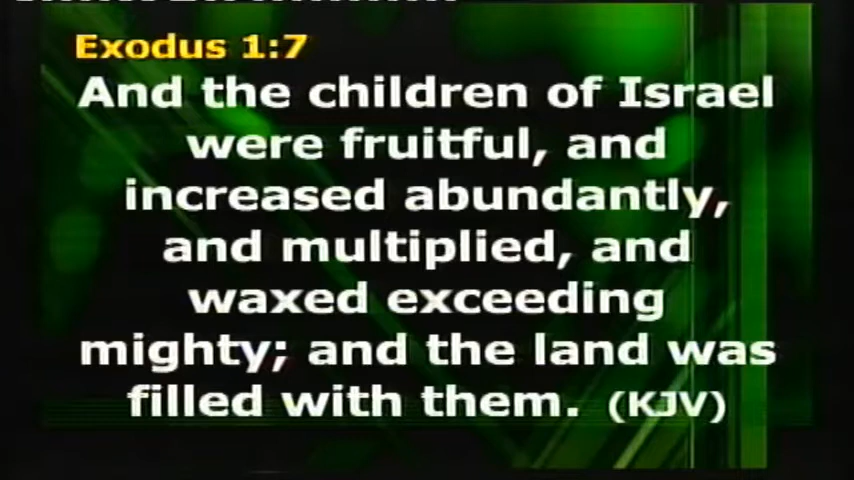 Exodus 1:7
And the children of Israel
were fruitful, and
increased abundantly,
and multiplied, and
waxed exceeding
mighty; and the land was
filled with them. (KJV)